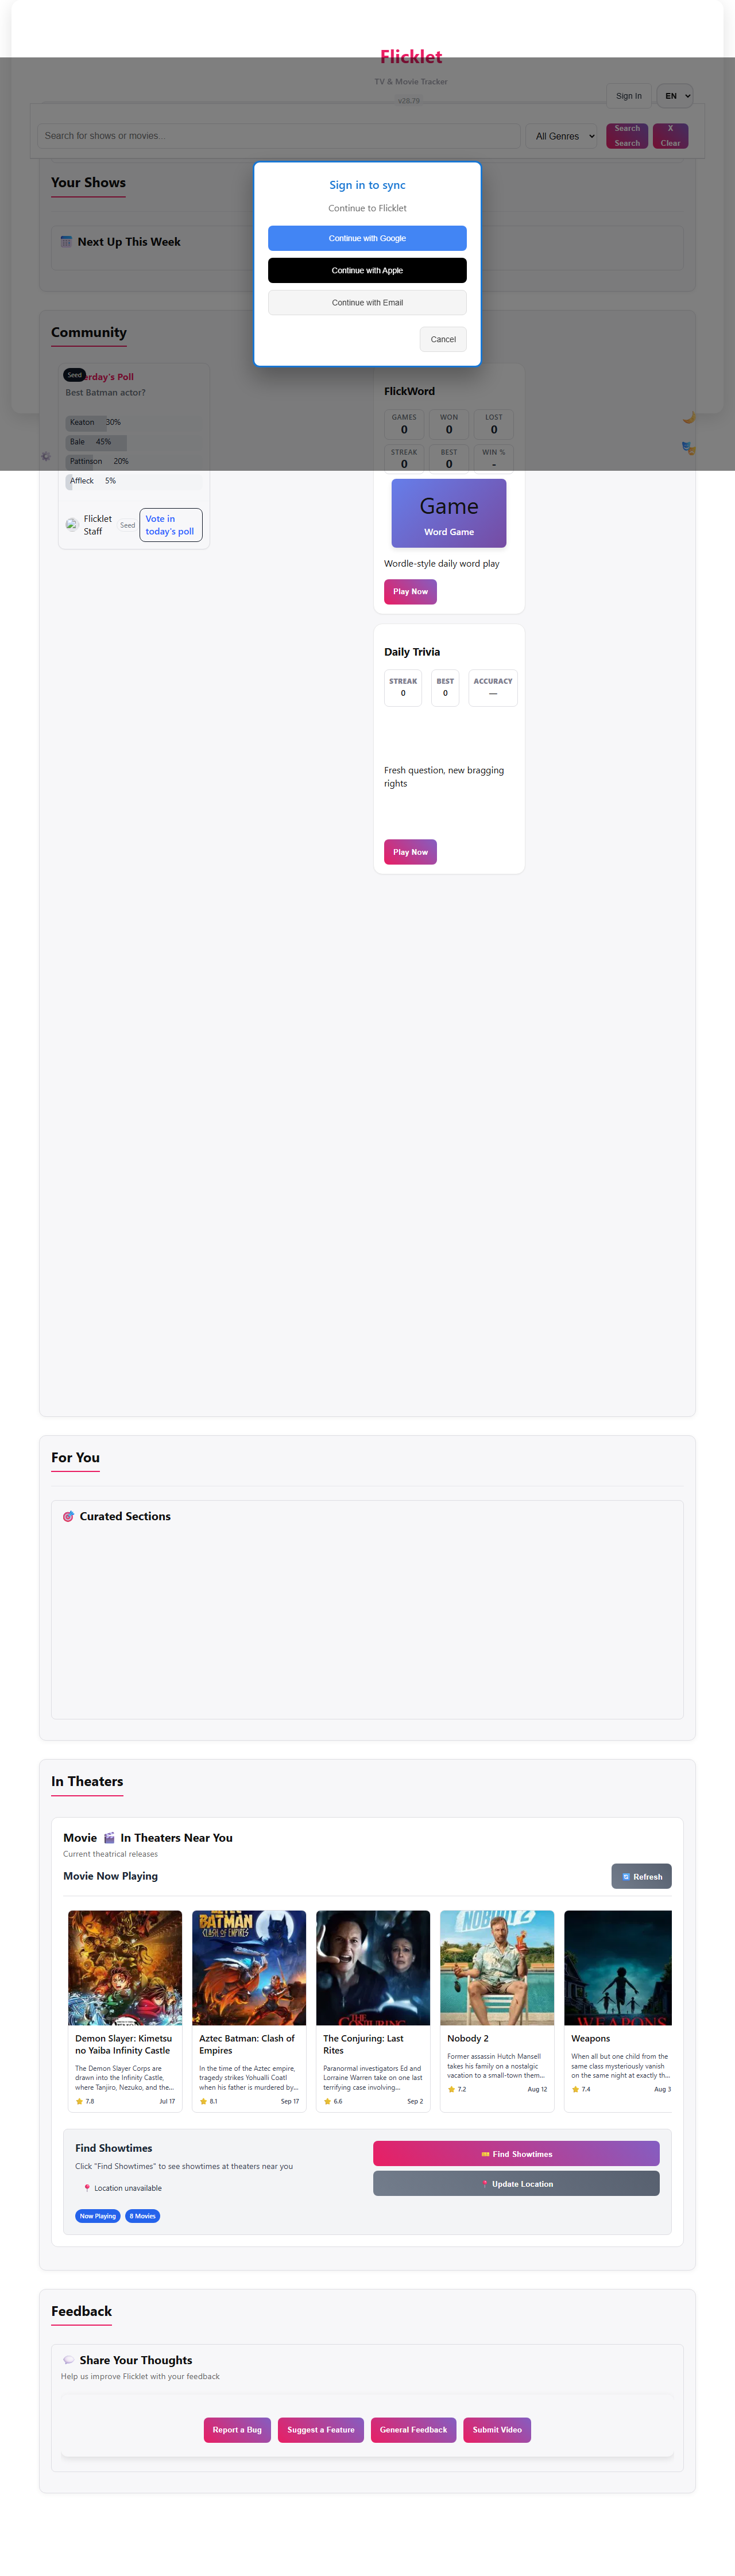 Flicklet
TV & Movie Tracker
v28.79
Sign In
EN
Search for shows or movies...
All Genres
Search
Search
X
Clear
Your Shows
Next Up This Week
Sign in to sync
Continue to Flicklet
Continue with Google
Continue with Apple
Continue with Email
Cancel
Community
Seed
erday's Poll
Best Batman actor?
Keaton 30%
Bale 45%
Pattinson 20%
Affleck 5%
Flicklet
Staff
Seed
Vote in
today's poll
FlickWord
GAMES
0
WON
0
LOST
0
STREAK
0
BEST
0
WIN %
-
Game
Word Game
Wordle-style daily word play
Play Now
Daily Trivia
STREAK
0
BEST
0
ACCURACY
—
Fresh question, new bragging
rights
Play Now
For You
Curated Sections
In Theaters
Movie In Theaters Near You
Current theatrical releases
Movie Now Playing
Refresh
BATMAN
CLASH OF EMPIRES
THE CONJURING
NOBODY 2
WEAPONS
Demon Slayer: Kimetsu
no Yaiba Infinity Castle
The Demon Slayer Corps are
drawn into the Infinity Castle,
where Tanjiro, Nezuko, and the...
7.8 Jul 17
Aztec Batman: Clash of
Empires
In the time of the Aztec empire,
tragedy strikes Yohualli Coatl
when his father is murdered by...
8.1 Sep 17
The Conjuring: Last
Rites
Paranormal investigators Ed and
Lorraine Warren take on one last
terrifying case involving...
6.6 Sep 2
Nobody 2
Former assassin Hutch Mansell
takes his family on a nostalgic
vacation to a small-town them...
7.2 Aug 12
Weapons
When all but one child from the
same class mysteriously vanish
on the same night at exactly th...
7.4 Aug 3
Find Showtimes
Click "Find Showtimes" to see showtimes at theaters near you
Location unavailable
Now Playing
8 Movies
Find Showtimes
Update Location
Feedback
Share Your Thoughts
Help us improve Flicklet with your feedback
Report a Bug
Suggest a Feature
General Feedback
Submit Video